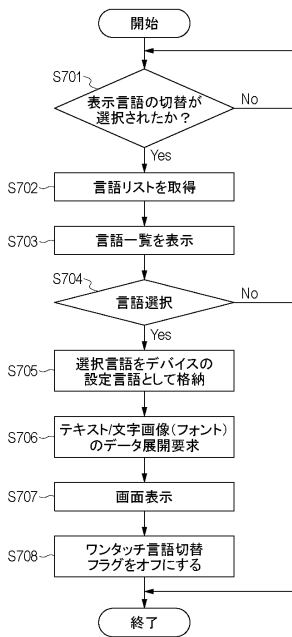 開始
S701
表示言語の切替が
選択されたか？
No
Yes
S702
言語リストを取得
S703
言語一覧を表示
S704
言語選択
No
Yes
S705
選択言語をデバイスの
設定言語として格納
S706
テキスト/文字画像(フォント)
のデータ展開要求
S707
画面表示
S708
ワンタッチ言語切替
フラグをオフにする
終了